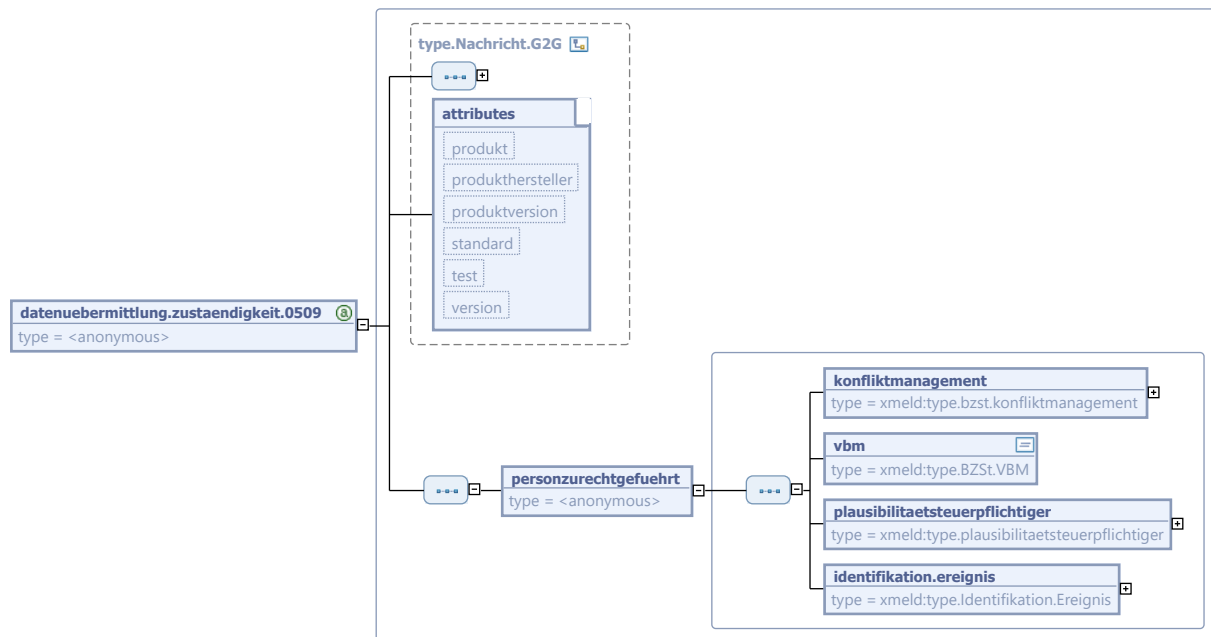 type.Nachricht.G2G
attributes
produkt
produkthersteller
produktversion
standard
test
version
datenuebermittlung.zustaendigkeit.0509
a
type = <anonymous>
personzurechtgefuehrt
type = <anonymous>
konfliktmanagement
type = xmeld:type.bzst.konfliktmanagement
vbm
type = xmeld:type.BZSt.VBM
plausibilitaetsteuerpflichtiger
type = xmeld:type.plausibilitaetsteuerpflichtiger
identifikation.ereignis
type = xmeld:type.Identifikation.Ereignis